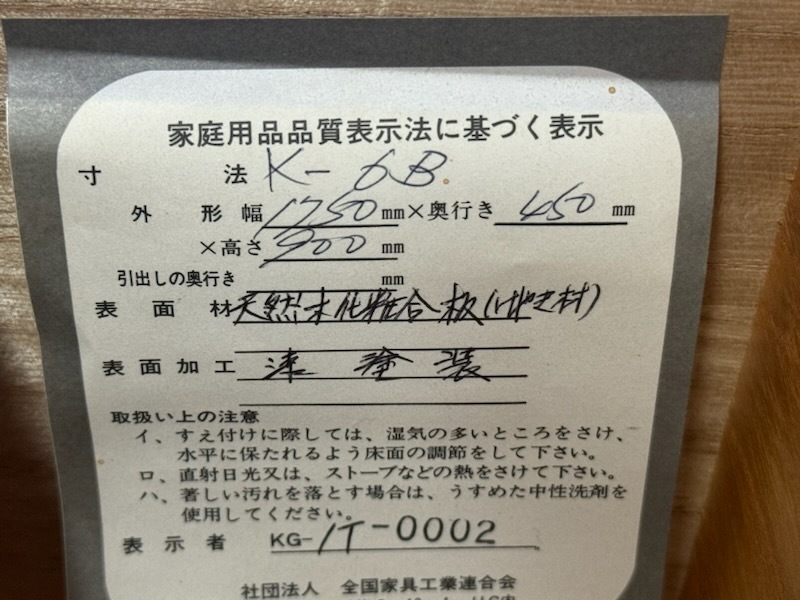 家庭用品品質表示法に基づく表示
寸法 K-6B
外形幅 1750 mm×奥行き 450 mm
×高さ 900 mm
引出しの奥行き mm
表面材 天然木化粧合板(けやき材)
表面加工 漆塗装
取扱い上の注意
イ、すえ付けに際しては、湿気の多いところをさけ、
水平に保たれるよう床面の調節をして下さい。
ロ、直射日光又は、ストーブなどの熱をさけて下さい。
ハ、著しい汚れを落とす場合は、うすめた中性洗剤を
使用してください。
表示者 KG-1T-0002
社団法人 全国家具工業連合会